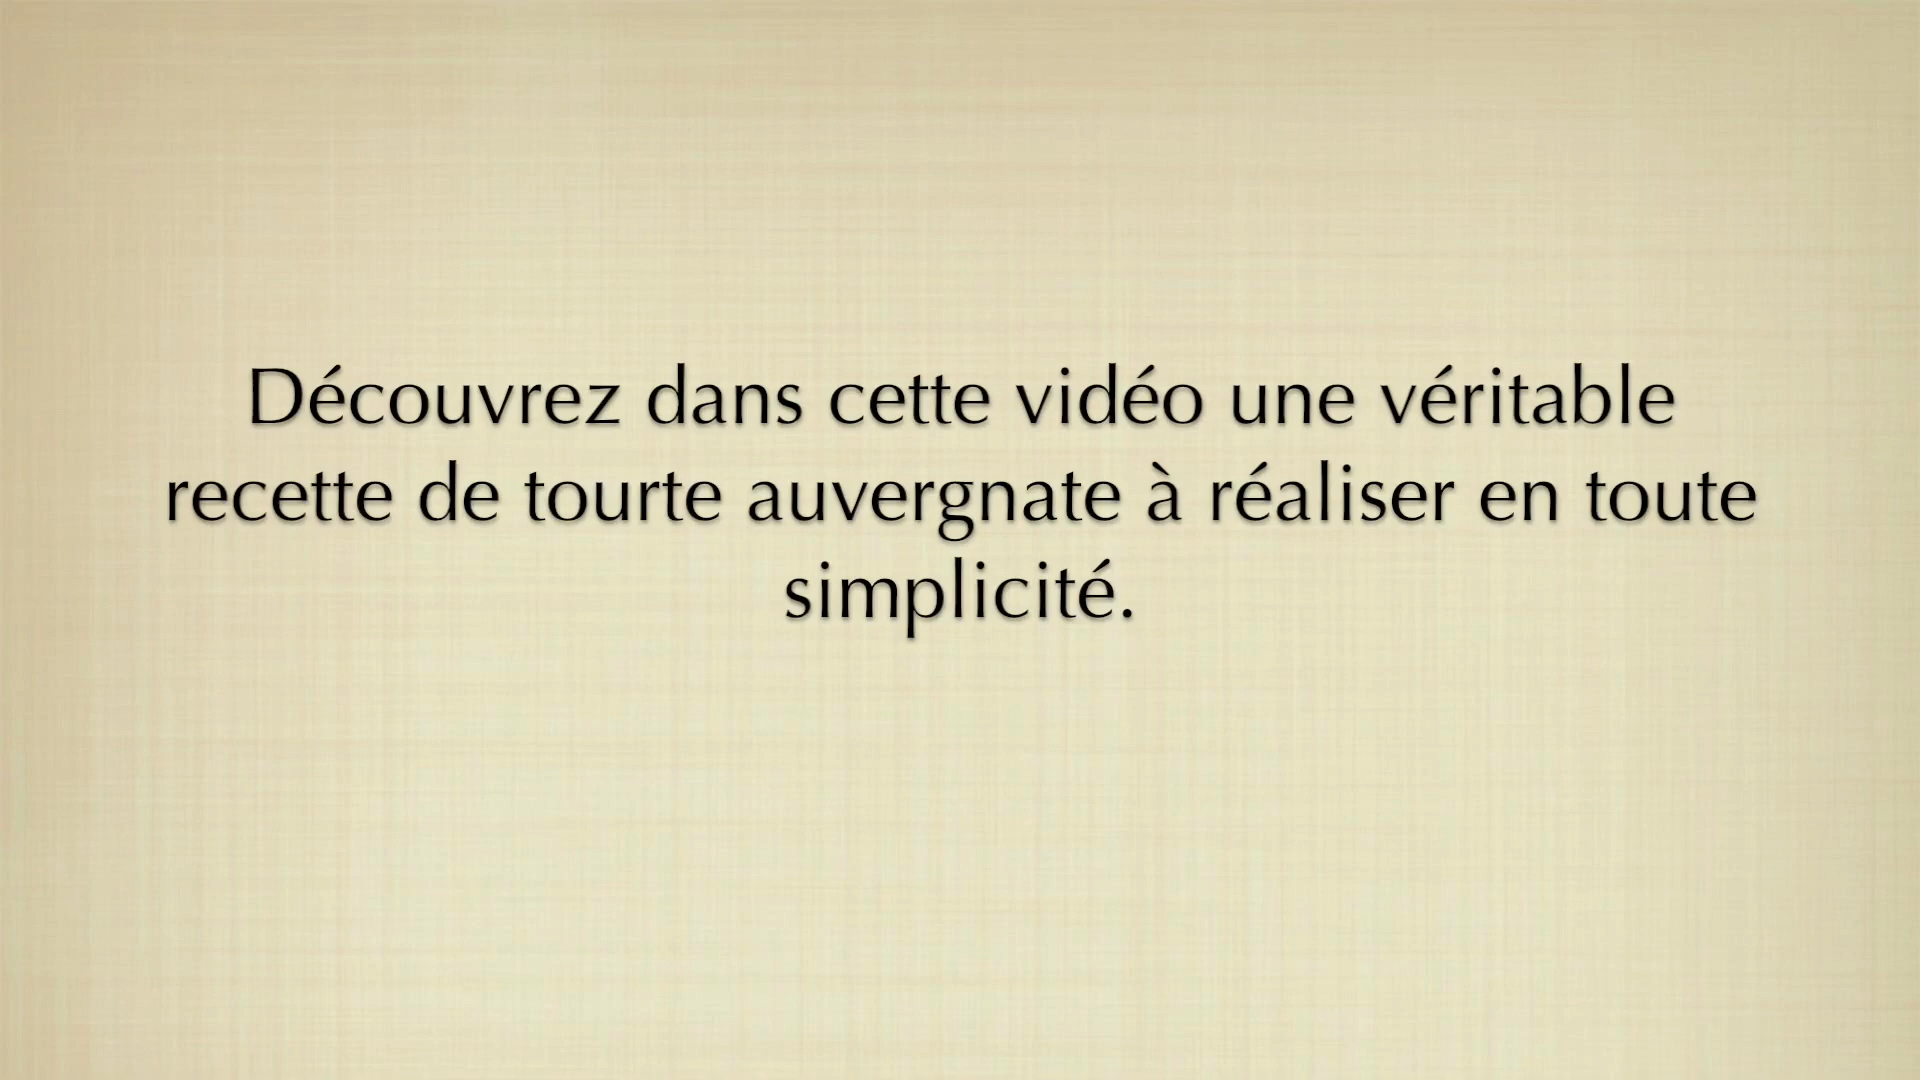 Découvrez dans cette vidéo une véritable
recette de tourte auvergnate à réaliser en toute
simplicité.